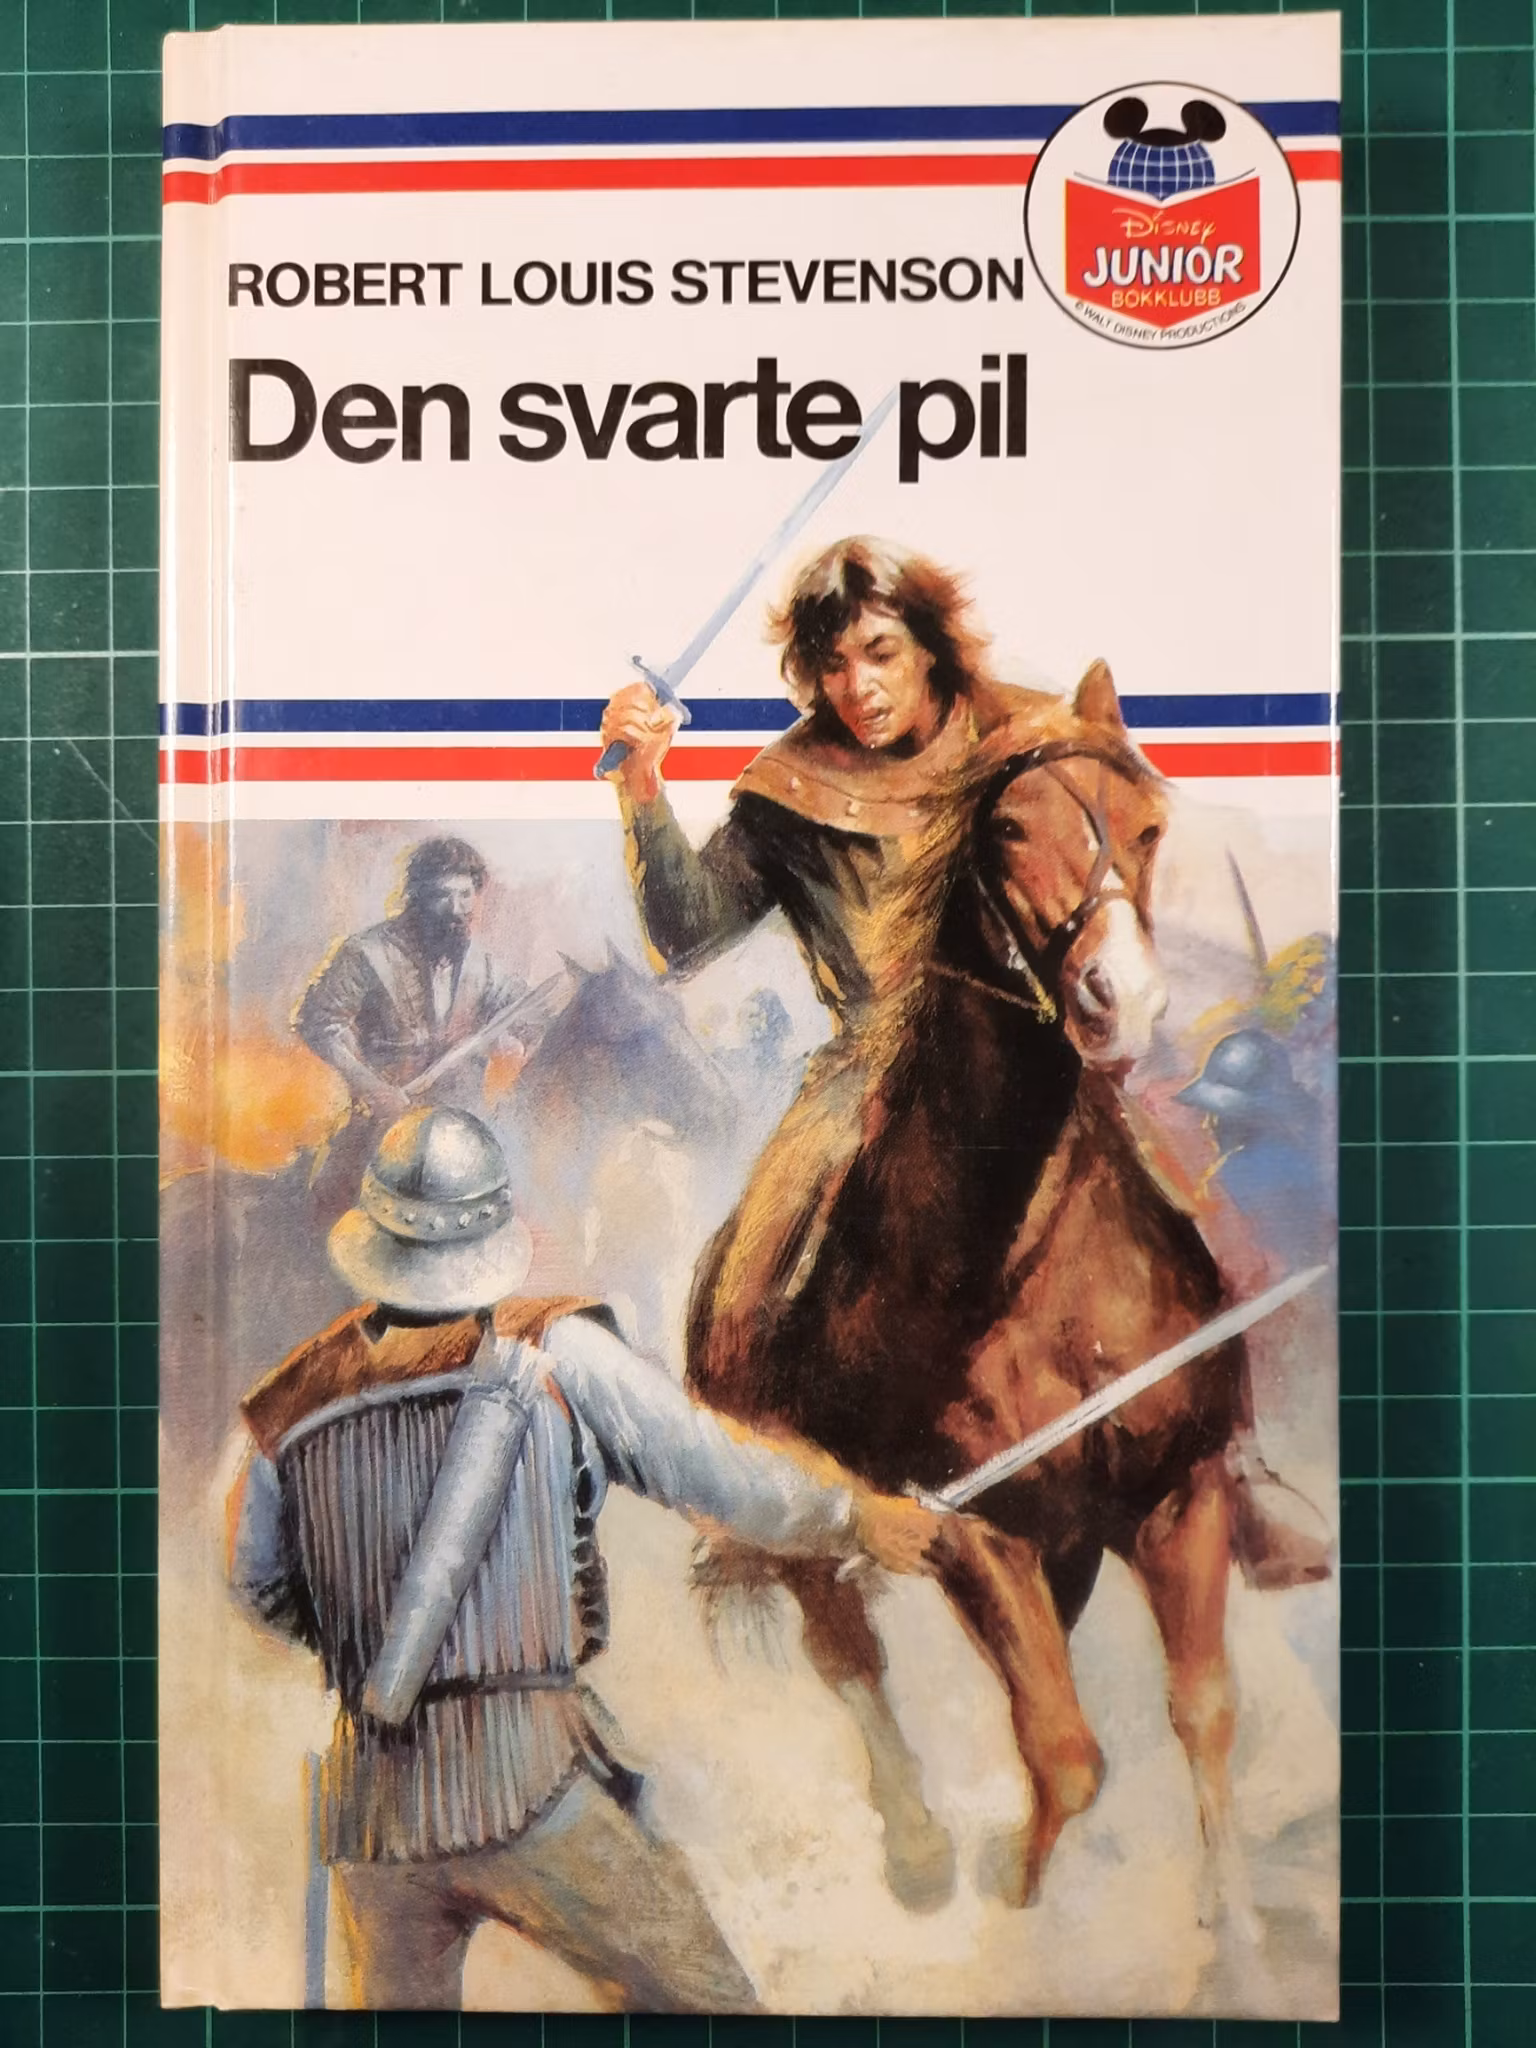 ROBERT LOUIS STEVENSON
Den svarte pil
Disney
JUNIOR
BOKKLUBB
© WALT DISNEY PRODUCTIONS